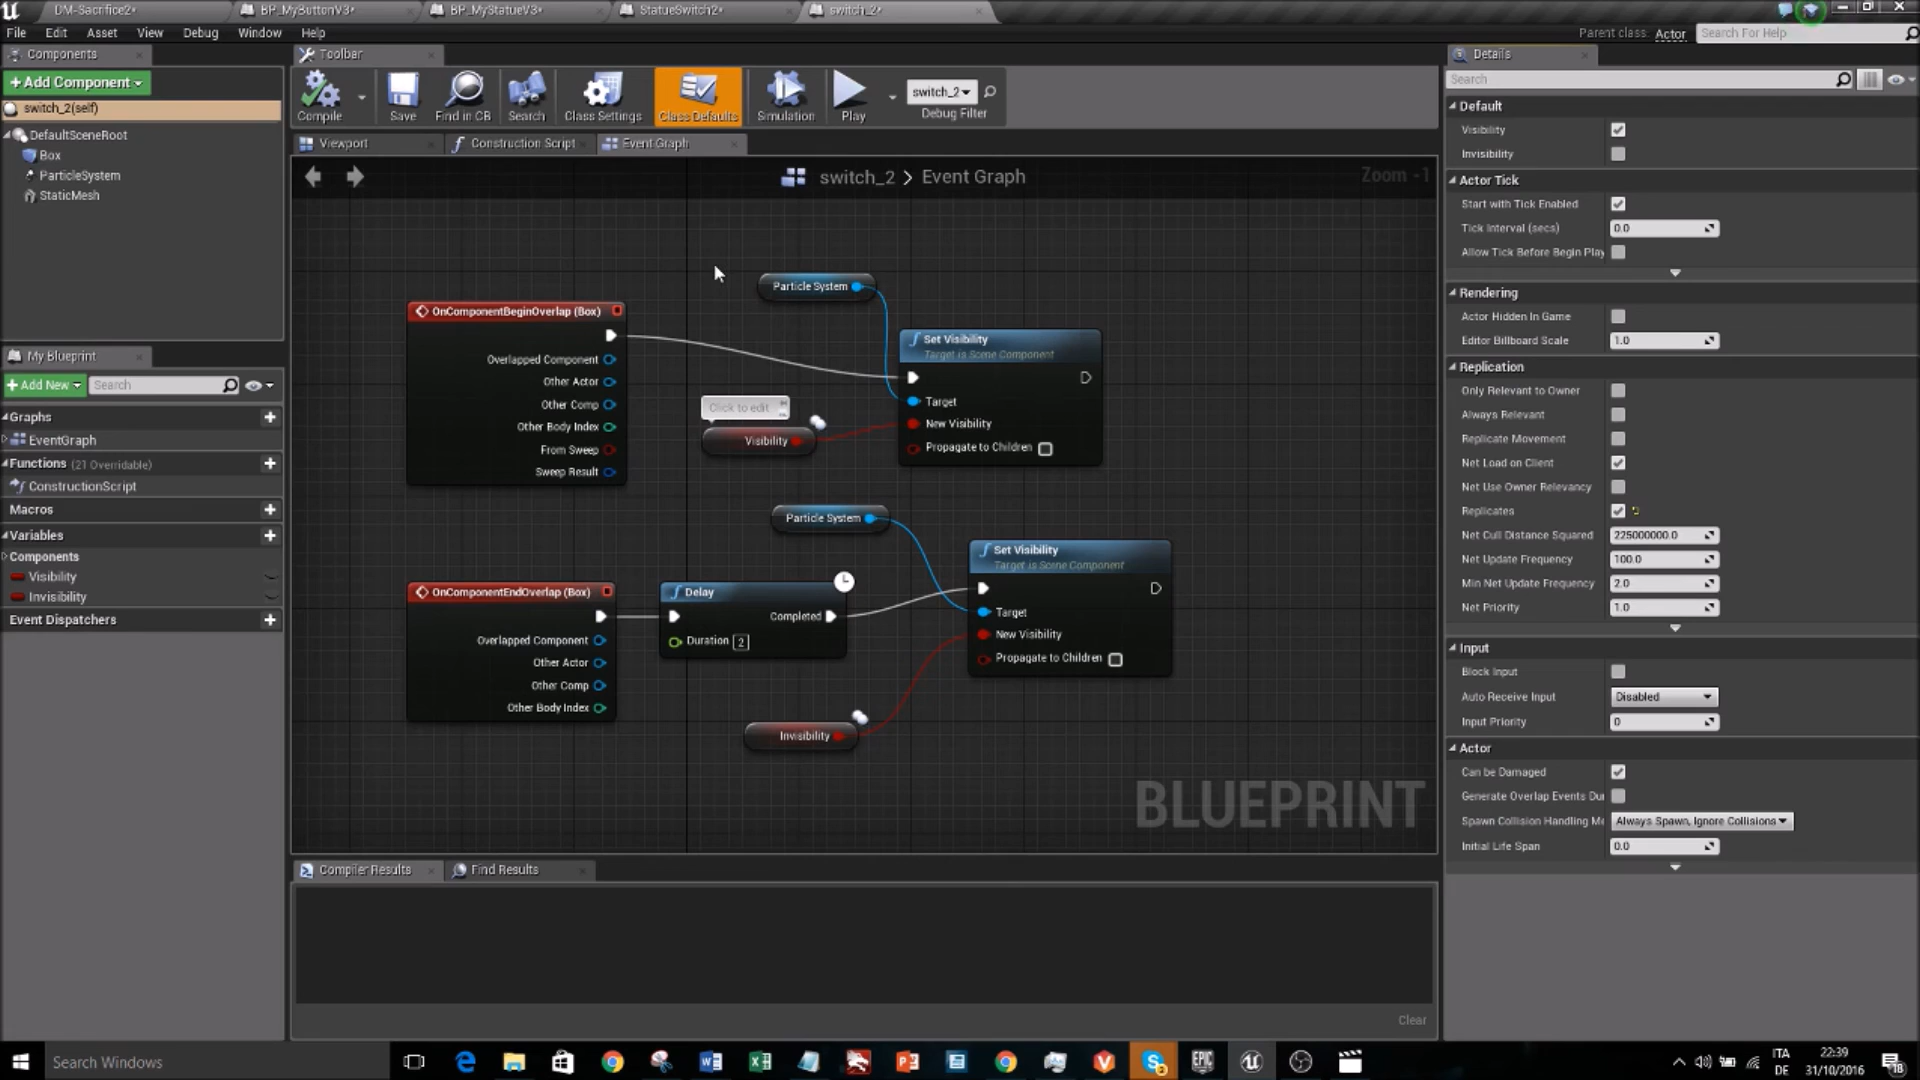 DM-Sacrifice2*
BP_MyButtonV3*
BP_MyStatueV3*
StatueSwitch2*
switch_2*
File Edit Asset View Debug Window Help
Parent class: Actor
Search For Help
Components
Toolbar
Details
+ Add Component
Search
switch_2(self)
DefaultSceneRoot
Box
ParticleSystem
StaticMesh
Compile
Save
Find in CB
Search
Class Settings
Class Defaults
Simulation
Play
switch_2
Debug Filter
Viewport
Construction Script
Event Graph
switch_2 > Event Graph
Zoom -1
My Blueprint
+ Add New
Search
Graphs
EventGraph
Functions (21 Overridable)
ConstructionScript
Macros
Variables
Components
Visibility
Invisibility
Event Dispatchers
Particle System
OnComponentBeginOverlap (Box)
Overlapped Component
Other Actor
Other Comp
Other Body Index
From Sweep
Sweep Result
Set Visibility
Target is Scene Component
Target
New Visibility
Propagate to Children
Click to edit
Visibility
Particle System
OnComponentEndOverlap (Box)
Overlapped Component
Other Actor
Other Comp
Other Body Index
Delay
Completed
Duration 2
Set Visibility
Target is Scene Component
Target
New Visibility
Propagate to Children
Invisibility
BLUEPRINT
Compiler Results
Find Results
Clear
Default
Visibility
Invisibility
Actor Tick
Start with Tick Enabled
Tick Interval (secs) 0.0
Allow Tick Before Begin Play
Rendering
Actor Hidden In Game
Editor Billboard Scale 1.0
Replication
Only Relevant to Owner
Always Relevant
Replicate Movement
Net Load on Client
Net Use Owner Relevancy
Replicates
Net Cull Distance Squared 225000000.0
Net Update Frequency 100.0
Min Net Update Frequency 2.0
Net Priority 1.0
Input
Block Input
Auto Receive Input Disabled
Input Priority 0
Actor
Can be Damaged
Generate Overlap Events Du
Spawn Collision Handling Me Always Spawn, Ignore Collisions
Initial Life Span 0.0
Search Windows
EPIC GAMES
ITA
DE
22:39
31/10/2016
18